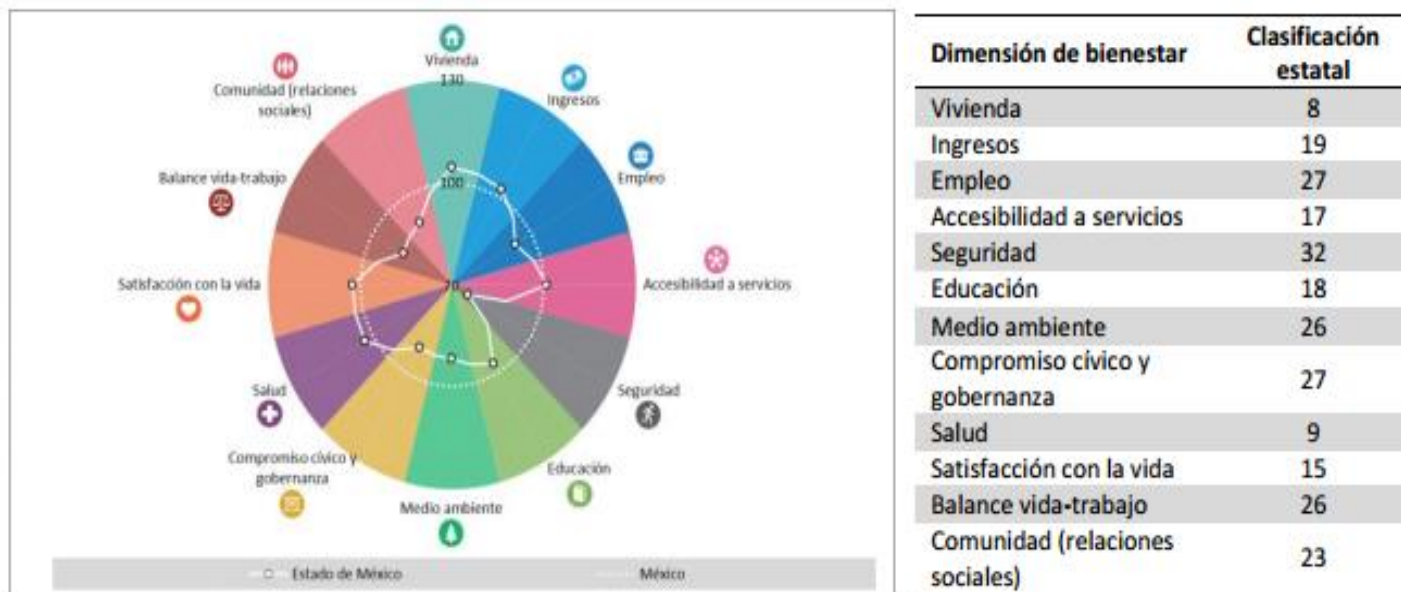 Vivienda
130
Ingresos
Empleo
Accesibilidad a servicios
Seguridad
Educación
Medio ambiente
Compromiso cívico y
gobernanza
Salud
Satisfacción con la vida
Balance vida-trabajo
Comunidad (relaciones
sociales)
100
70
Estado de México
México
Dimensión de bienestar
Clasificación
estatal
Vivienda 8
Ingresos 19
Empleo 27
Accesibilidad a servicios 17
Seguridad 32
Educación 18
Medio ambiente 26
Compromiso cívico y
gobernanza 27
Salud 9
Satisfacción con la vida 15
Balance vida-trabajo 26
Comunidad (relaciones
sociales) 23